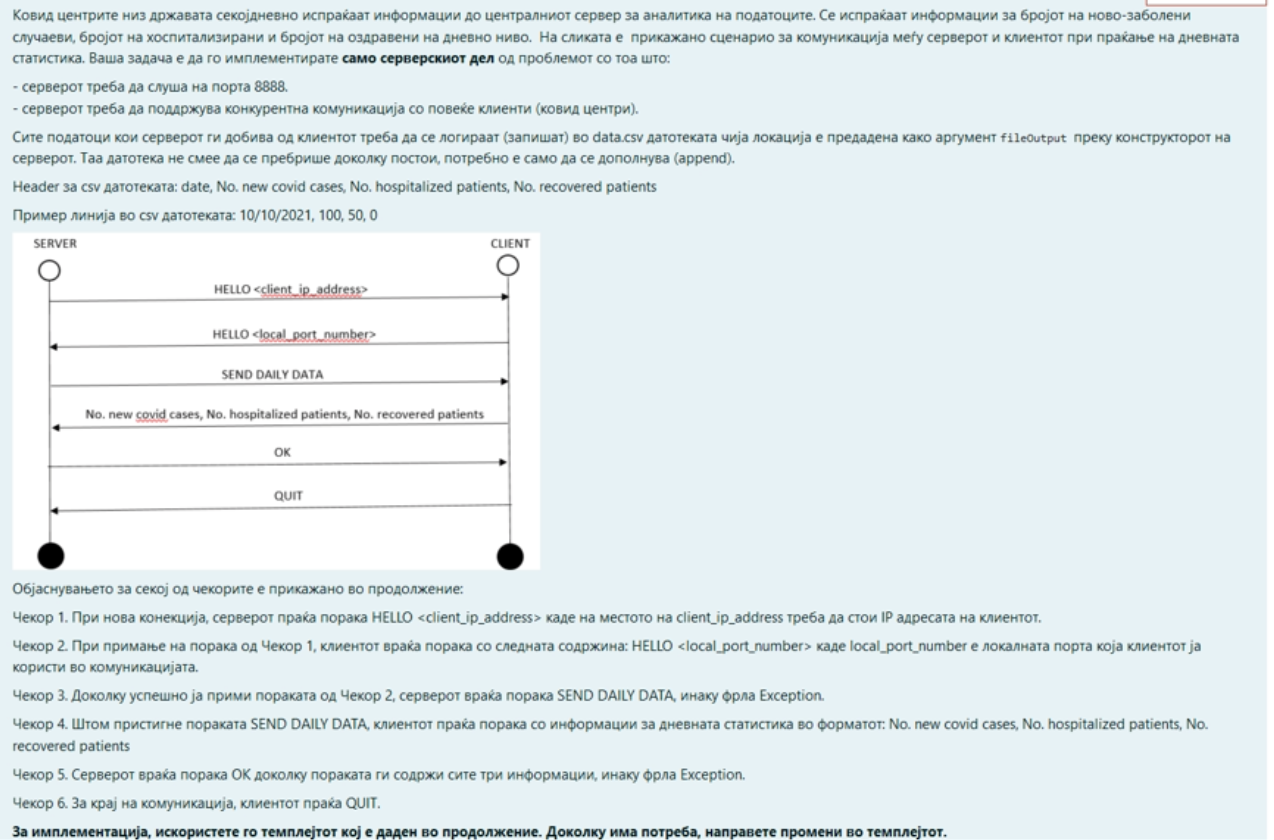 Ковид центрите низ државата секојдневно испраќаат информации до централниот сервер за аналитика на податоците. Се испраќаат информации за бројот на ново-заболени
случаеви, бројот на хоспитализирани и бројот на оздравени на дневно ниво. На сликата е прикажано сценарио за комуникација меѓу серверот и клиентот при праќање на дневната
статистика. Ваша задача е да го имплементирате само серверскиот дел од проблемот со тоа што:
- серверот треба да слуша на порта 8888.
- серверот треба да поддржува конкурентна комуникација со повеќе клиенти (ковид центри).
Сите податоци кои серверот ги добива од клиентот треба да се логираат (запишат) во data.csv датотеката чија локација е предадена како аргумент fileOutput преку конструкторот на
серверот. Таа датотека не смее да се пребрише доколку постои, потребно е само да се дополнува (append).
Header за csv датотеката: date, No. new covid cases, No. hospitalized patients, No. recovered patients
Пример линија во csv датотеката: 10/10/2021, 100, 50, 0
SERVER CLIENT
HELLO <client_ip_address>
HELLO <local_port_number>
SEND DAILY DATA
No. new covid cases, No. hospitalized patients, No. recovered patients
OK
QUIT
Објаснувањето за секој од чекорите е прикажано во продолжение:
Чекор 1. При нова конекција, серверот праќа порака HELLO <client_ip_address> каде на местото на client_ip_address треба да стои IP адресата на клиентот.
Чекор 2. При примање на порака од Чекор 1, клиентот враќа порака со следната содржина: HELLO <local_port_number> каде local_port_number е локалната порта која клиентот ја
користи во комуникацијата.
Чекор 3. Доколку успешно ја прими пораката од Чекор 2, серверот враќа порака SEND DAILY DATA, инаку фрла Exception.
Чекор 4. Штом пристигне пораката SEND DAILY DATA, клиентот праќа порака со информации за дневната статистика во форматот: No. new covid cases, No. hospitalized patients, No.
recovered patients
Чекор 5. Серверот враќа порака OK доколку пораката ги содржи сите три информации, инаку фрла Exception.
Чекор 6. За крај на комуникација, клиентот праќа QUIT.
За имплементација, искористете го темплејтот кој е даден во продолжение. Доколку има потреба, направете промени во темплејтот.